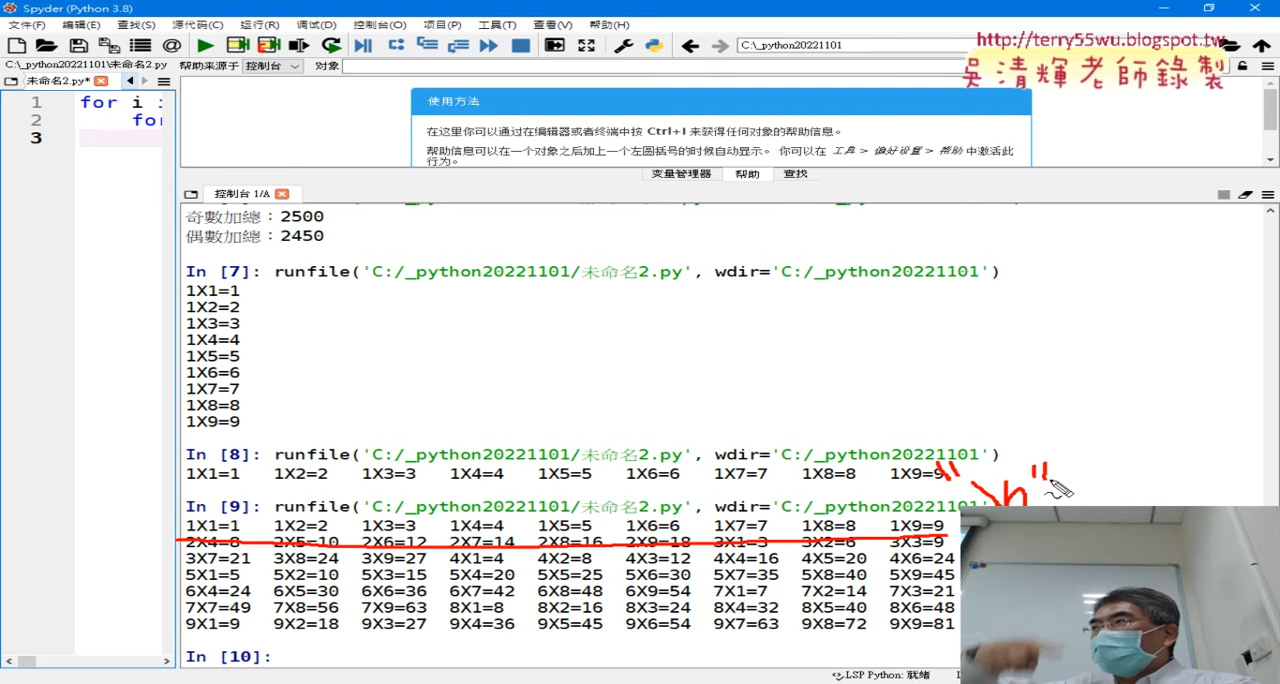 Spyder (Python 3.8)
文件(F) 编辑(E) 查找(S) 源代码(C) 运行(R) 调试(D) 控制台(O) 项目(P) 工具(T) 查看(V) 帮助(H)
C:\_python20221101
http://terry55wu.blogspot.tw
吳清輝老師錄製
C:\_python20221101\未命名2.py
帮助来源于 控制台 对象
未命名2.py*
1 for i i
2 for
3
使用方法
在这里你可以通过在编辑器或者终端中按 Ctrl+I 来获得任何对象的帮助信息。
帮助信息可以在一个对象之后加上一个左圆括号的时候自动显示。 你可以在 工具 > 偏好设置 > 帮助 中激活此
行为。
变量管理器 帮助 查找
控制台 1/A
奇數加總：2500
偶數加總：2450
In [7]: runfile('C:/_python20221101/未命名2.py', wdir='C:/_python20221101')
1X1=1
1X2=2
1X3=3
1X4=4
1X5=5
1X6=6
1X7=7
1X8=8
1X9=9
In [8]: runfile('C:/_python20221101/未命名2.py', wdir='C:/_python20221101')
1X1=1 1X2=2 1X3=3 1X4=4 1X5=5 1X6=6 1X7=7 1X8=8 1X9=9
"\n"
In [9]: runfile('C:/_python20221101/未命名2.py', wdir='C:/_python20221101'
1X1=1 1X2=2 1X3=3 1X4=4 1X5=5 1X6=6 1X7=7 1X8=8 1X9=9
2X4=8 2X5=10 2X6=12 2X7=14 2X8=16 2X9=18 3X1=3 3X2=6 3X3=9
3X7=21 3X8=24 3X9=27 4X1=4 4X2=8 4X3=12 4X4=16 4X5=20 4X6=24
5X1=5 5X2=10 5X3=15 5X4=20 5X5=25 5X6=30 5X7=35 5X8=40 5X9=45
6X4=24 6X5=30 6X6=36 6X7=42 6X8=48 6X9=54 7X1=7 7X2=14 7X3=21
7X7=49 7X8=56 7X9=63 8X1=8 8X2=16 8X3=24 8X4=32 8X5=40 8X6=48
9X1=9 9X2=18 9X3=27 9X4=36 9X5=45 9X6=54 9X7=63 9X8=72 9X9=81
In [10]:
LSP Python: 就绪